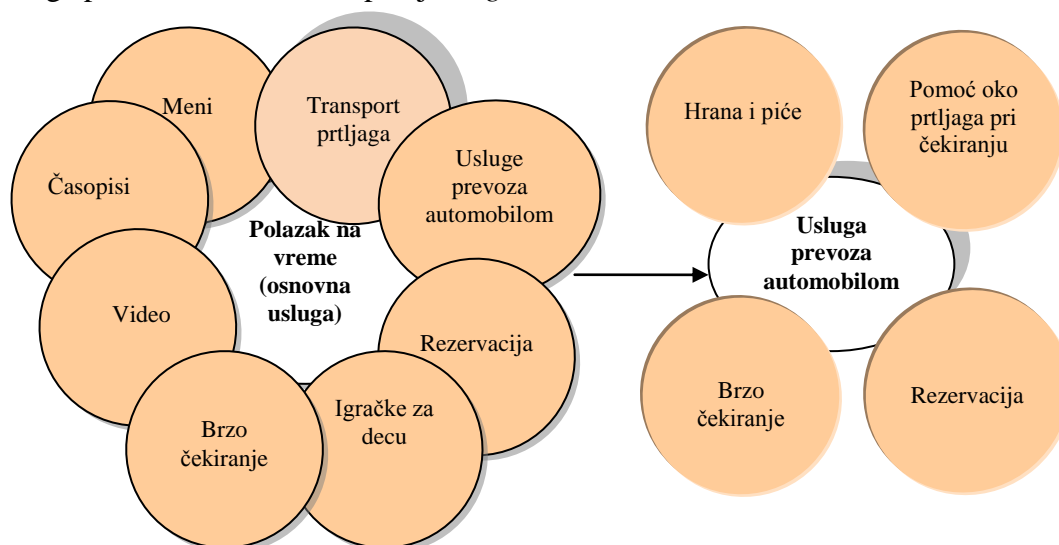 Meni
Transport
prtljaga
Časopisi
Usluge
prevoza
automobilom
Polazak na
vreme
(osnovna
usluga)
Video
Rezervacija
Igračke za
decu
Brzo
čekiranje
Hrana i piće
Pomoć oko
prtljaga pri
čekiranju
Usluga
prevoza
automobilom
Brzo
čekiranje
Rezervacija